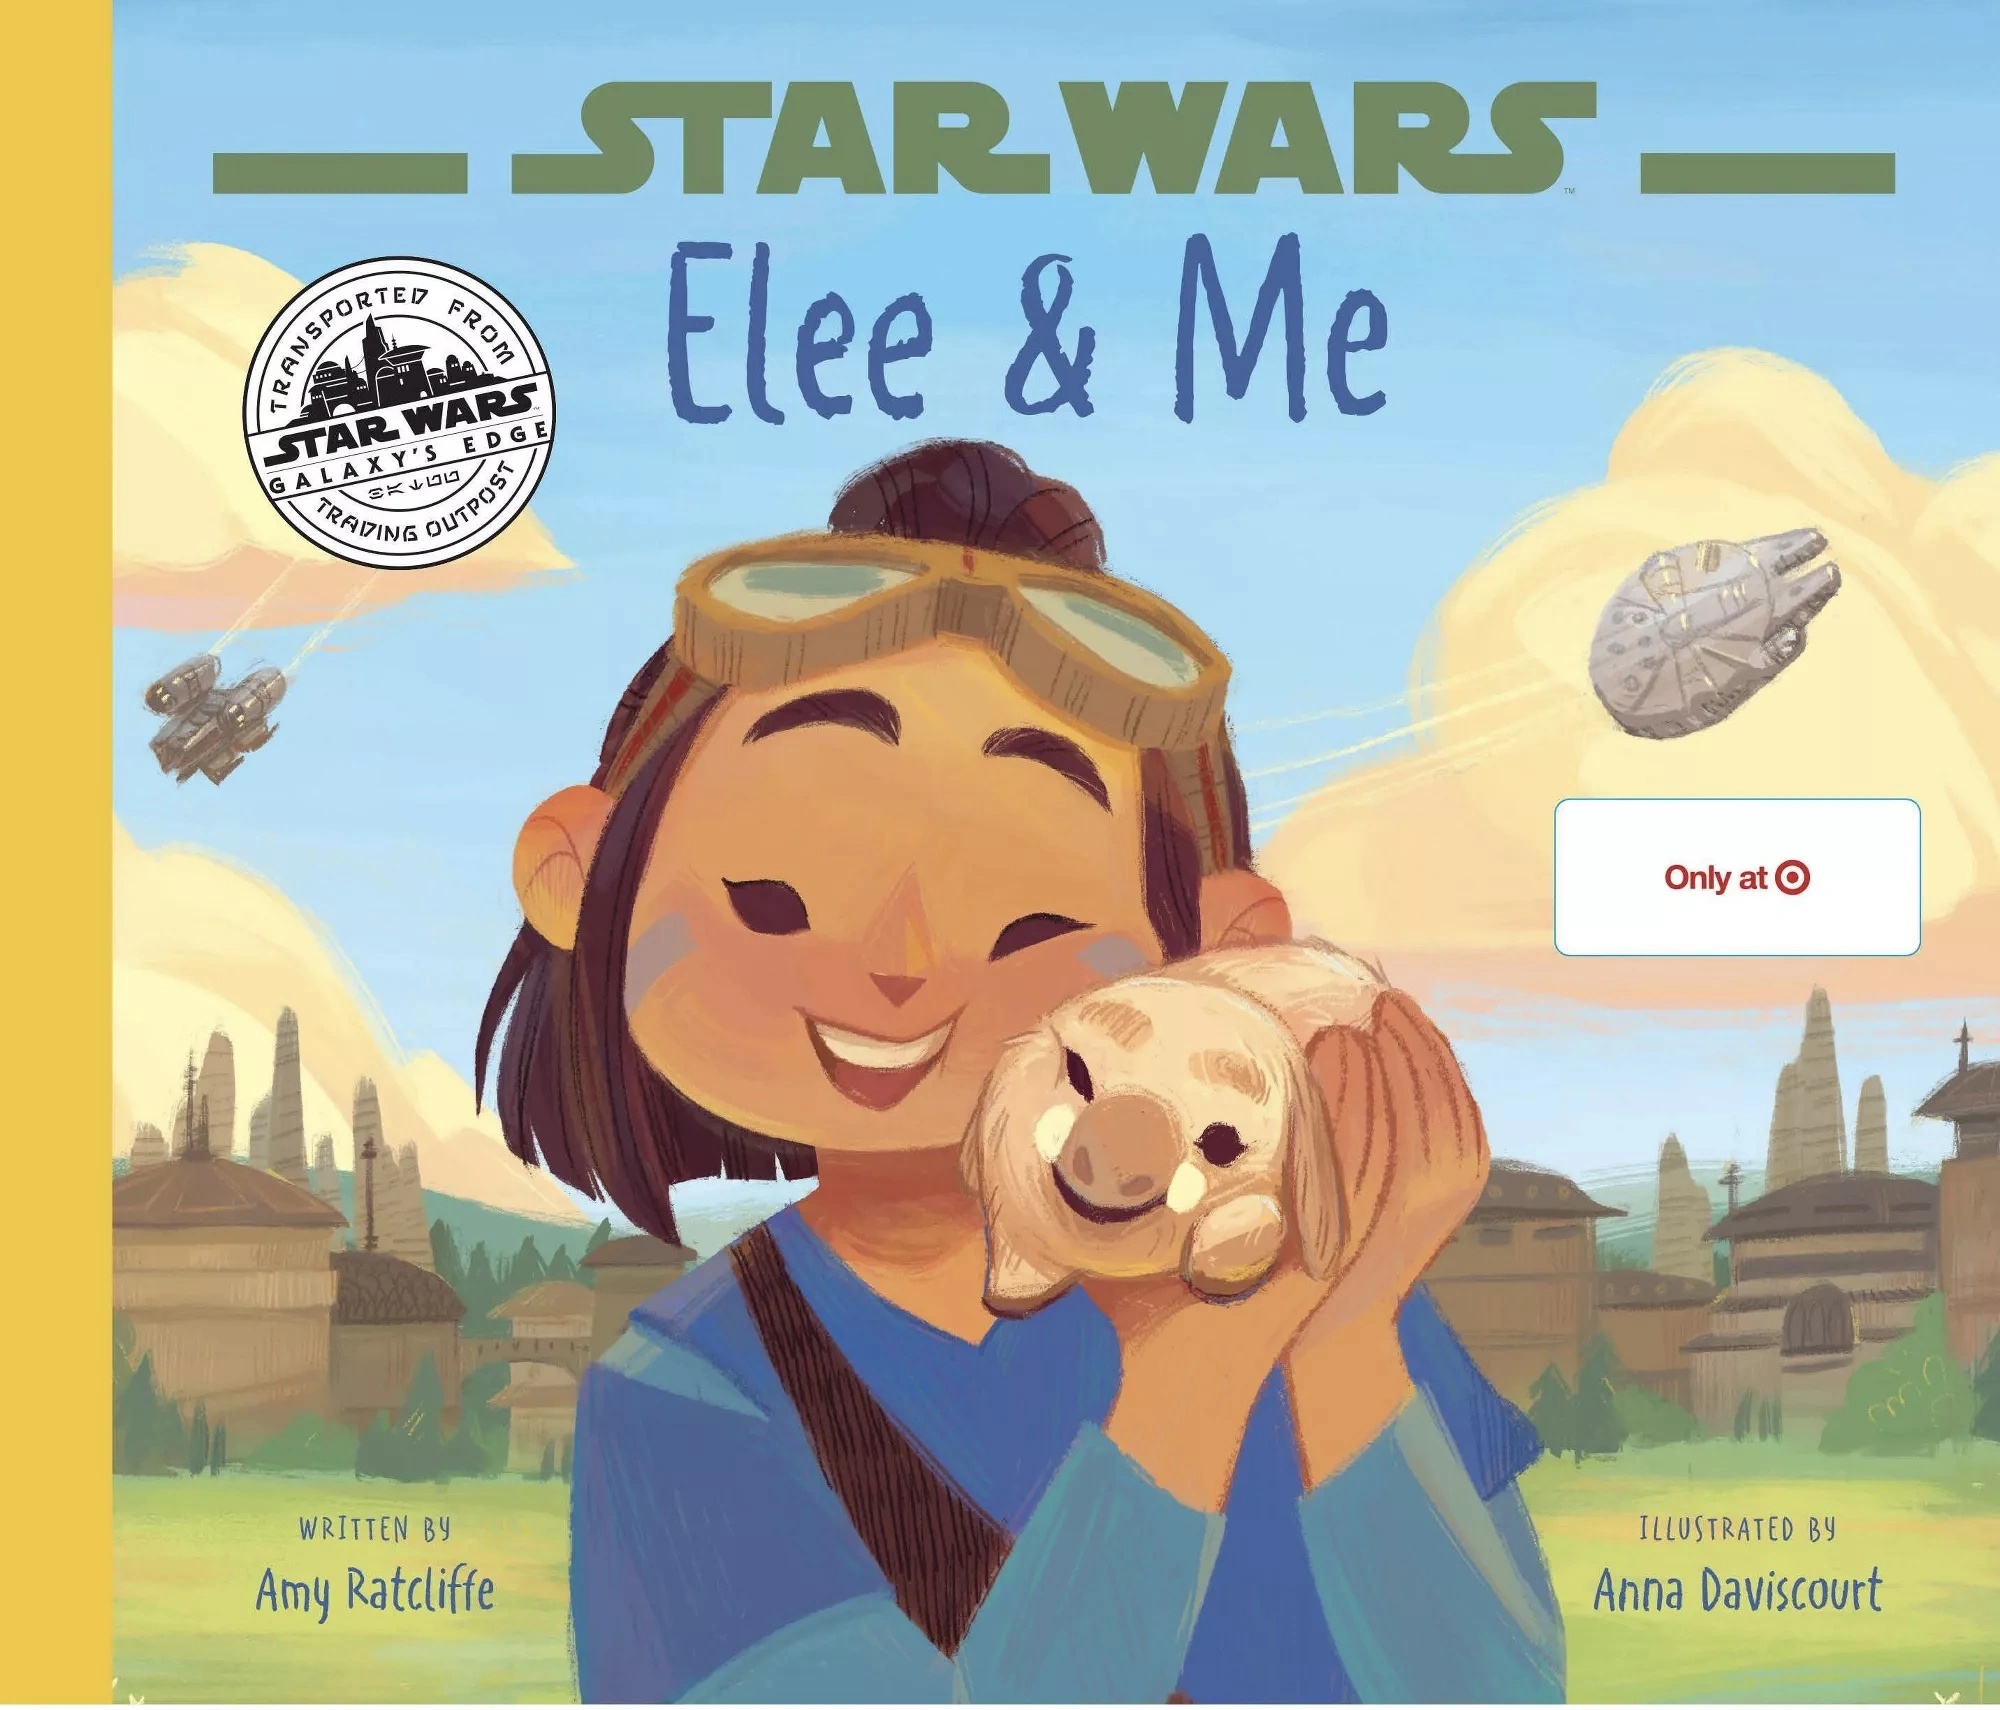 STAR WARS
TM
Elee & Me
TRANSPORTED FROM
STAR WARS
GALAXY'S EDGE
TRADING OUTPOST
Only at
WRITTEN BY
Amy Ratcliffe
ILLUSTRATED BY
Anna Daviscourt